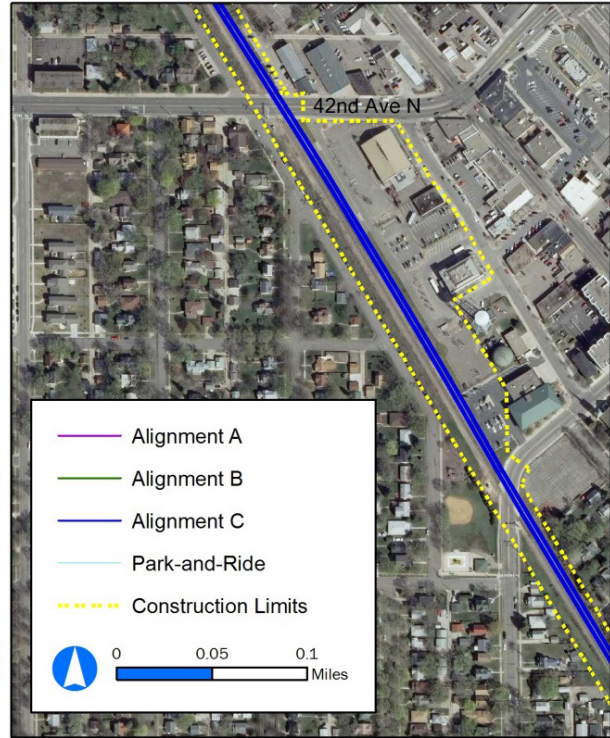 42nd Ave N
Alignment A
Alignment B
Alignment C
Park-and-Ride
Construction Limits
0 0.05 0.1
Miles